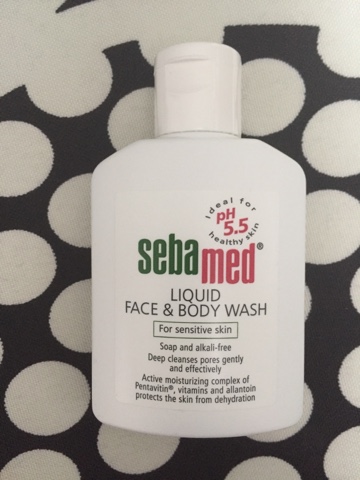 Ideal for
pH
5.5
healthy skin
sebamed®
LIQUID
FACE & BODY WASH
For sensitive skin
Soap and alkali-free
Deep cleanses pores gently
and effectively
Active moisturizing complex of
Pentavitin®, vitamins and allantoin
protects the skin from dehydration